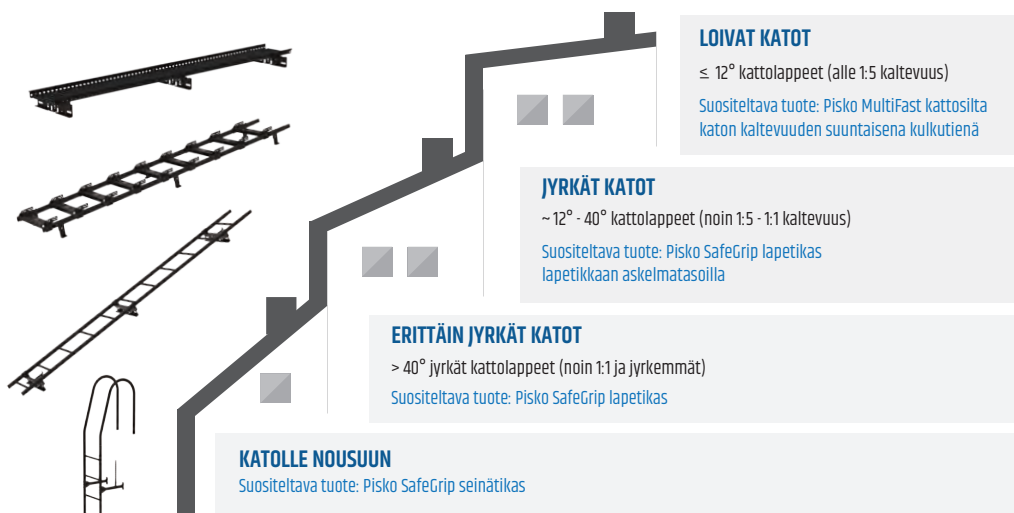 LOIVAT KATOT
≤ 12° kattolappeet (alle 1:5 kaltevuus)
Suositeltava tuote: Pisko MultiFast kattosilta
katon kaltevuuden suuntaisena kulkutienä
JYRKÄT KATOT
~ 12° - 40° kattolappeet (noin 1:5 - 1:1 kaltevuus)
Suositeltava tuote: Pisko SafeGrip lapetikas
lapetikkaan askelmatasoilla
ERITTÄIN JYRKÄT KATOT
> 40° jyrkät kattolappeet (noin 1:1 ja jyrkemmät)
Suositeltava tuote: Pisko SafeGrip lapetikas
KATOLLE NOUSUUN
Suositeltava tuote: Pisko SafeGrip seinätikas